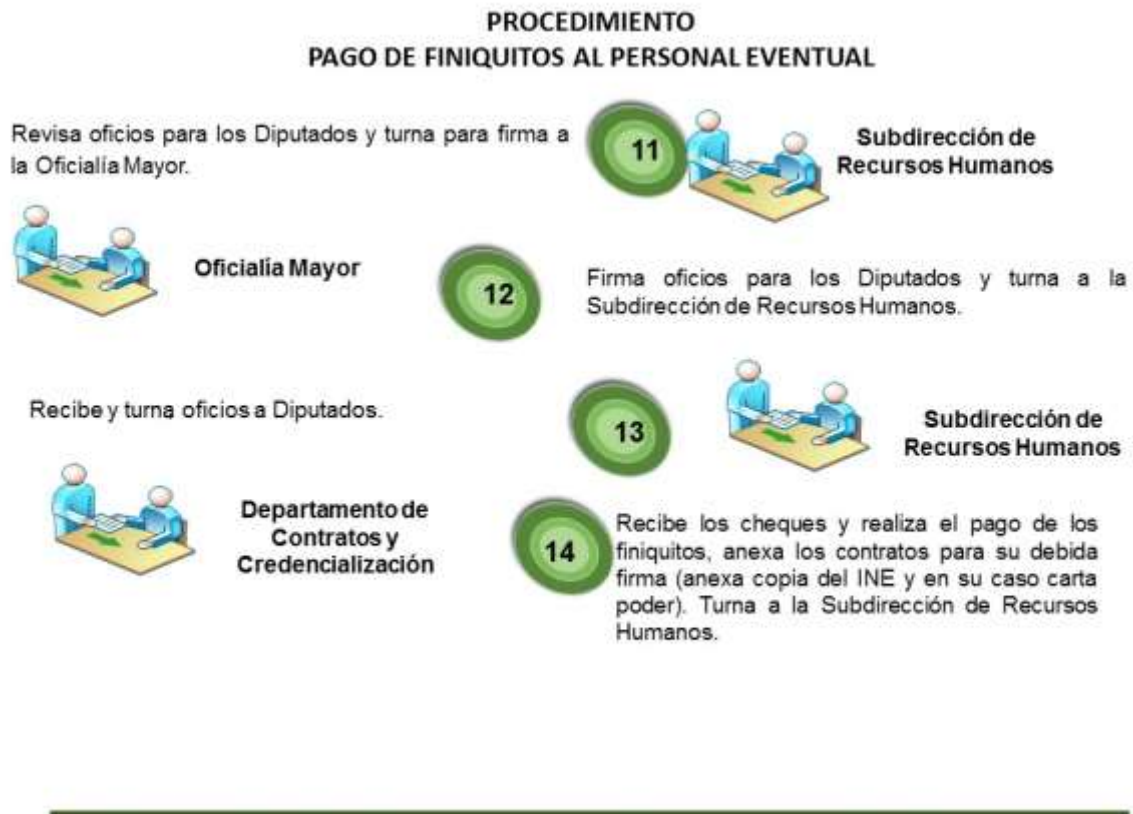 PROCEDIMIENTO
PAGO DE FINIQUITOS AL PERSONAL EVENTUAL
Revisa oficios para los Diputados y turna para firma a
la Oficialía Mayor.
11
Subdirección de
Recursos Humanos
Oficialía Mayor
12
Firma oficios para los Diputados y turna a la
Subdirección de Recursos Humanos.
Recibe y turna oficios a Diputados.
13
Subdirección de
Recursos Humanos
Departamento de
Contratos y
Credencialización
14
Recibe los cheques y realiza el pago de los
finiquitos, anexa los contratos para su debida
firma (anexa copia del INE y en su caso carta
poder). Turna a la Subdirección de Recursos
Humanos.